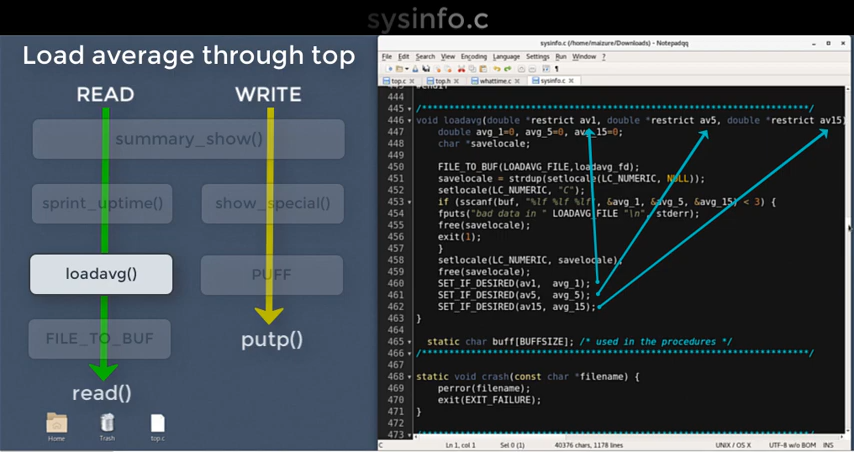 sysinfo.c
Load average through top
READ WRITE
summary_show()
sprint_uptime() show_special()
loadavg() PUFF
FILE_TO_BUF putp()
read()
Home Trash top.c
sysinfo.c (/home/maizure/Downloads) - Notepadqq
File Edit Search View Encoding Language Settings Run Window ?
top.c top.h whattime.c sysinfo.c
443 #endif
444
445 /***********************************************************************/
446 void loadavg(double *restrict av1, double *restrict av5, double *restrict av15)
447 double avg_1=0, avg_5=0, avg_15=0;
448 char *savelocale;
449
450 FILE_TO_BUF(LOADAVG_FILE,loadavg_fd);
451 savelocale = strdup(setlocale(LC_NUMERIC, NULL));
452 setlocale(LC_NUMERIC, "C");
453 if (sscanf(buf, "%lf %lf %lf", &avg_1, &avg_5, &avg_15) < 3) {
454 fputs("bad data in " LOADAVG_FILE "\n", stderr);
455 free(savelocale);
456 exit(1);
457 }
458 setlocale(LC_NUMERIC, savelocale);
459 free(savelocale);
460 SET_IF_DESIRED(av1, avg_1);
461 SET_IF_DESIRED(av5, avg_5);
462 SET_IF_DESIRED(av15, avg_15);
463 }
464
465 static char buff[BUFFSIZE]; /* used in the procedures */
466 /***********************************************************************/
467
468 static void crash(const char *filename) {
469 perror(filename);
470 exit(EXIT_FAILURE);
471 }
472
473
C Ln 1, col 1 Sel 0 (1) 40376 chars, 1178 lines UNIX / OS X UTF-8 w/o BOM INS